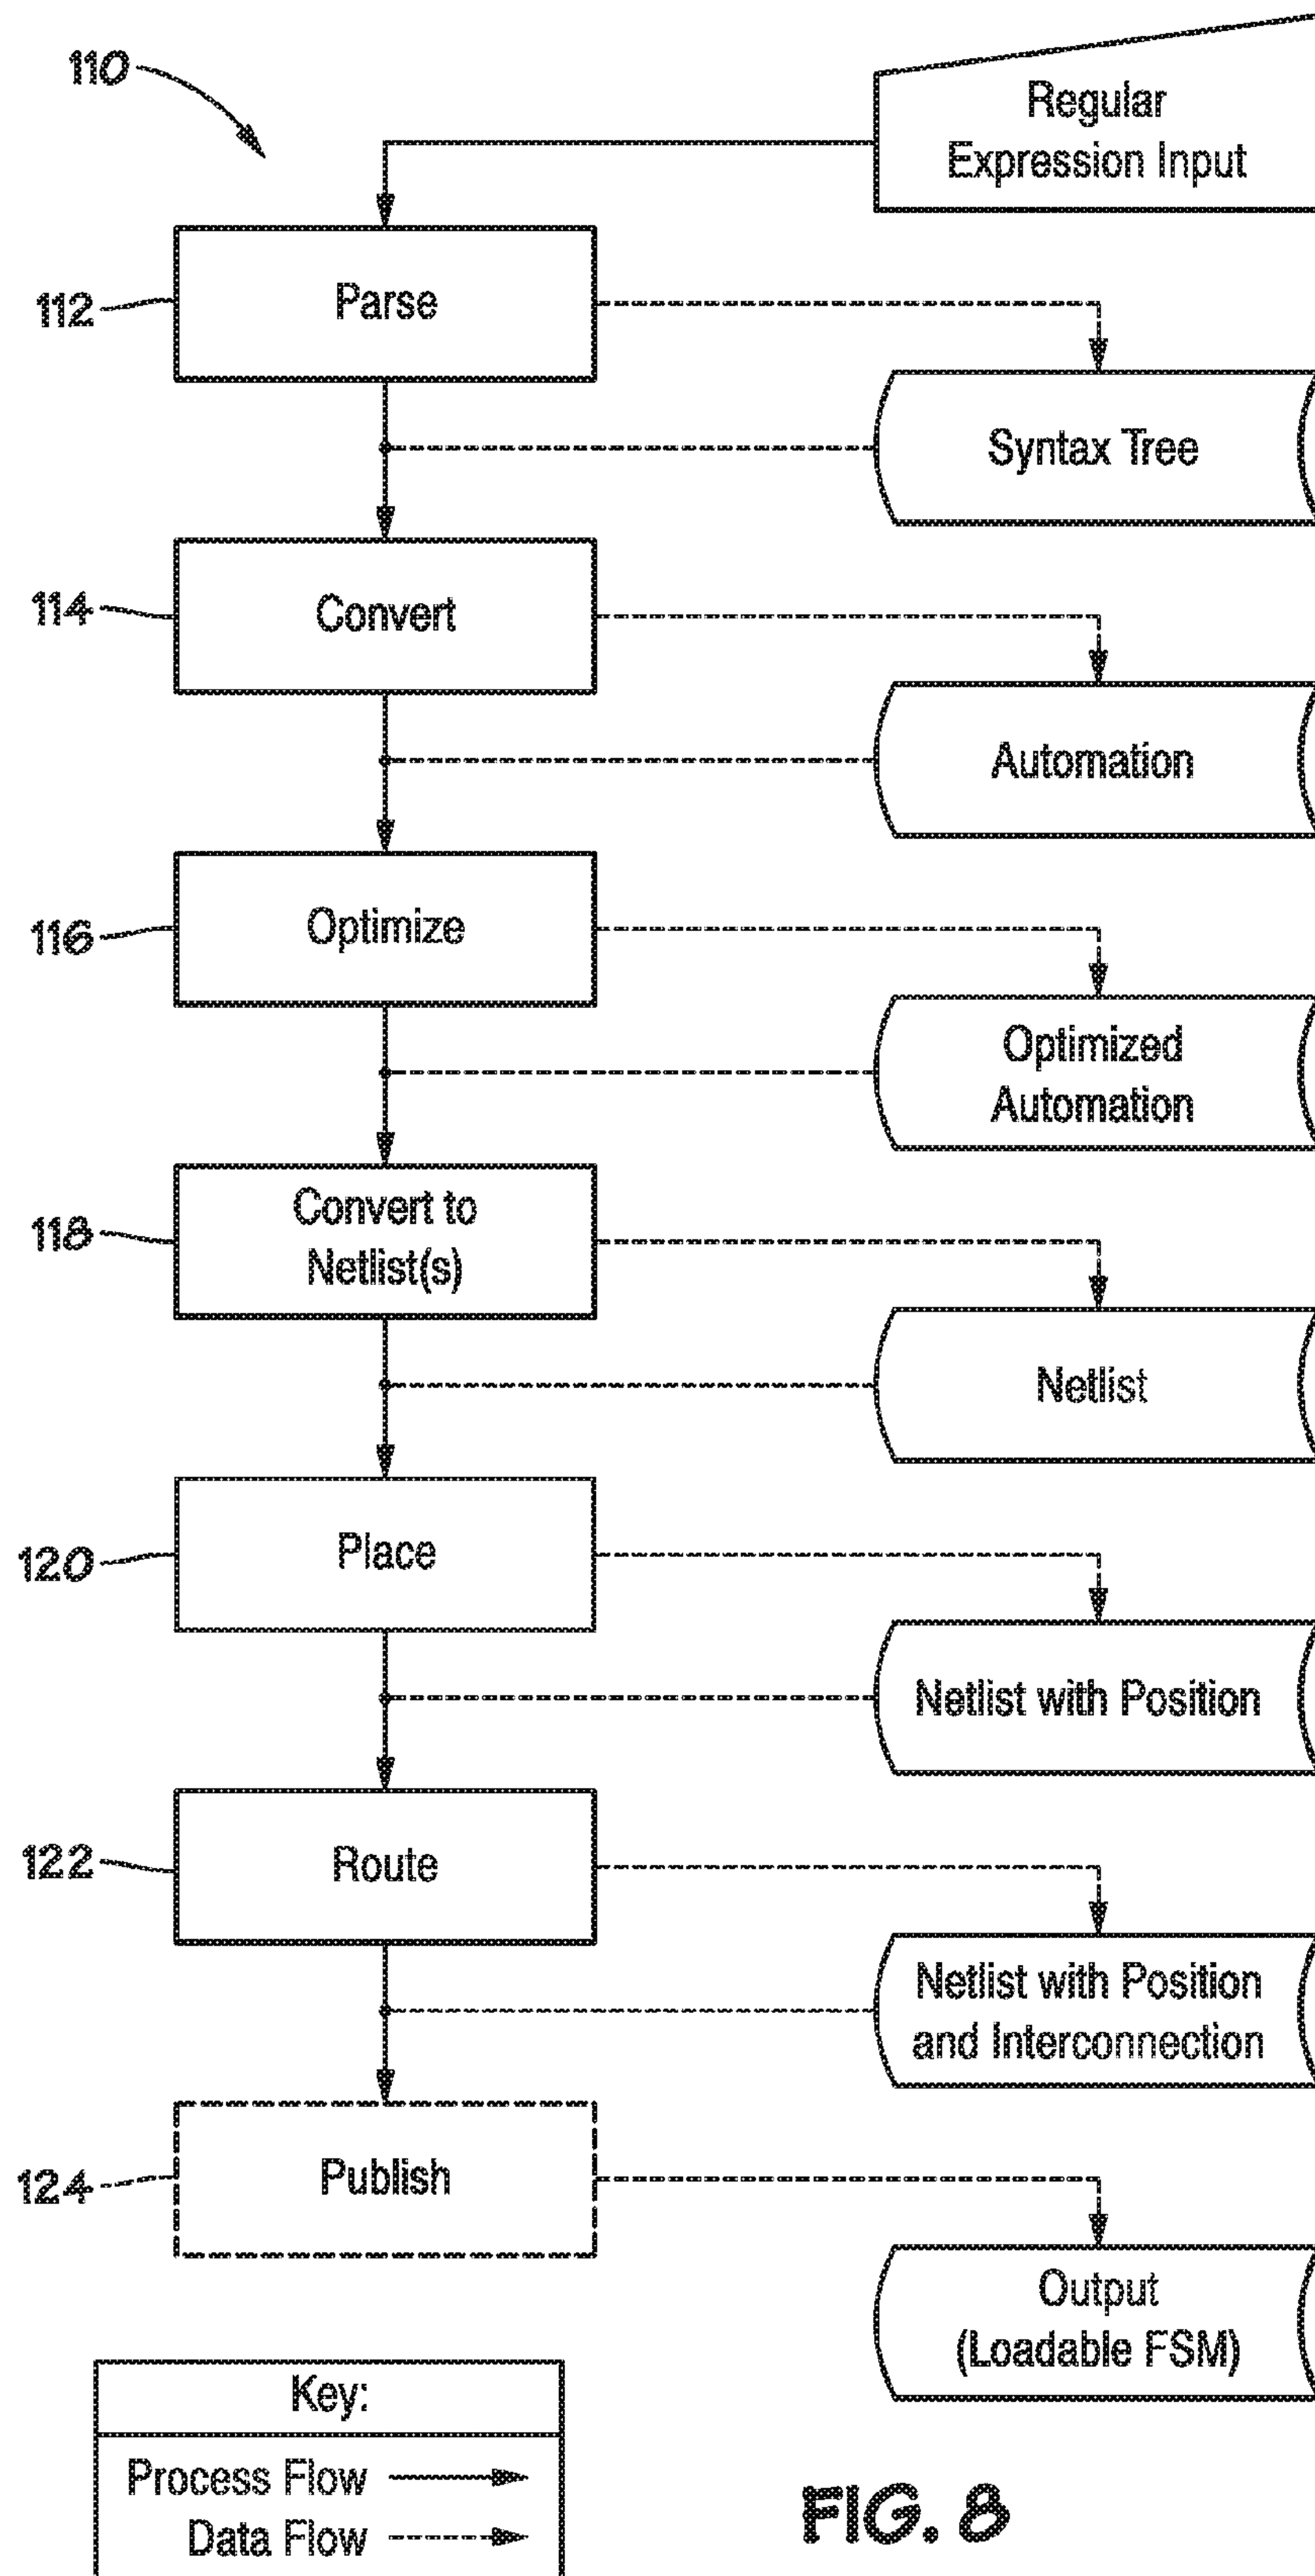 110
Regular
Expression Input
112
Parse
Syntax Tree
114
Convert
Automation
116
Optimize
Optimized
Automation
118
Convert to
Netlist(s)
Netlist
120
Place
Netlist with Position
122
Route
Netlist with Position
and Interconnection
124
Publish
Output
(Loadable FSM)
Key:
Process Flow
Data Flow
FIG. 8